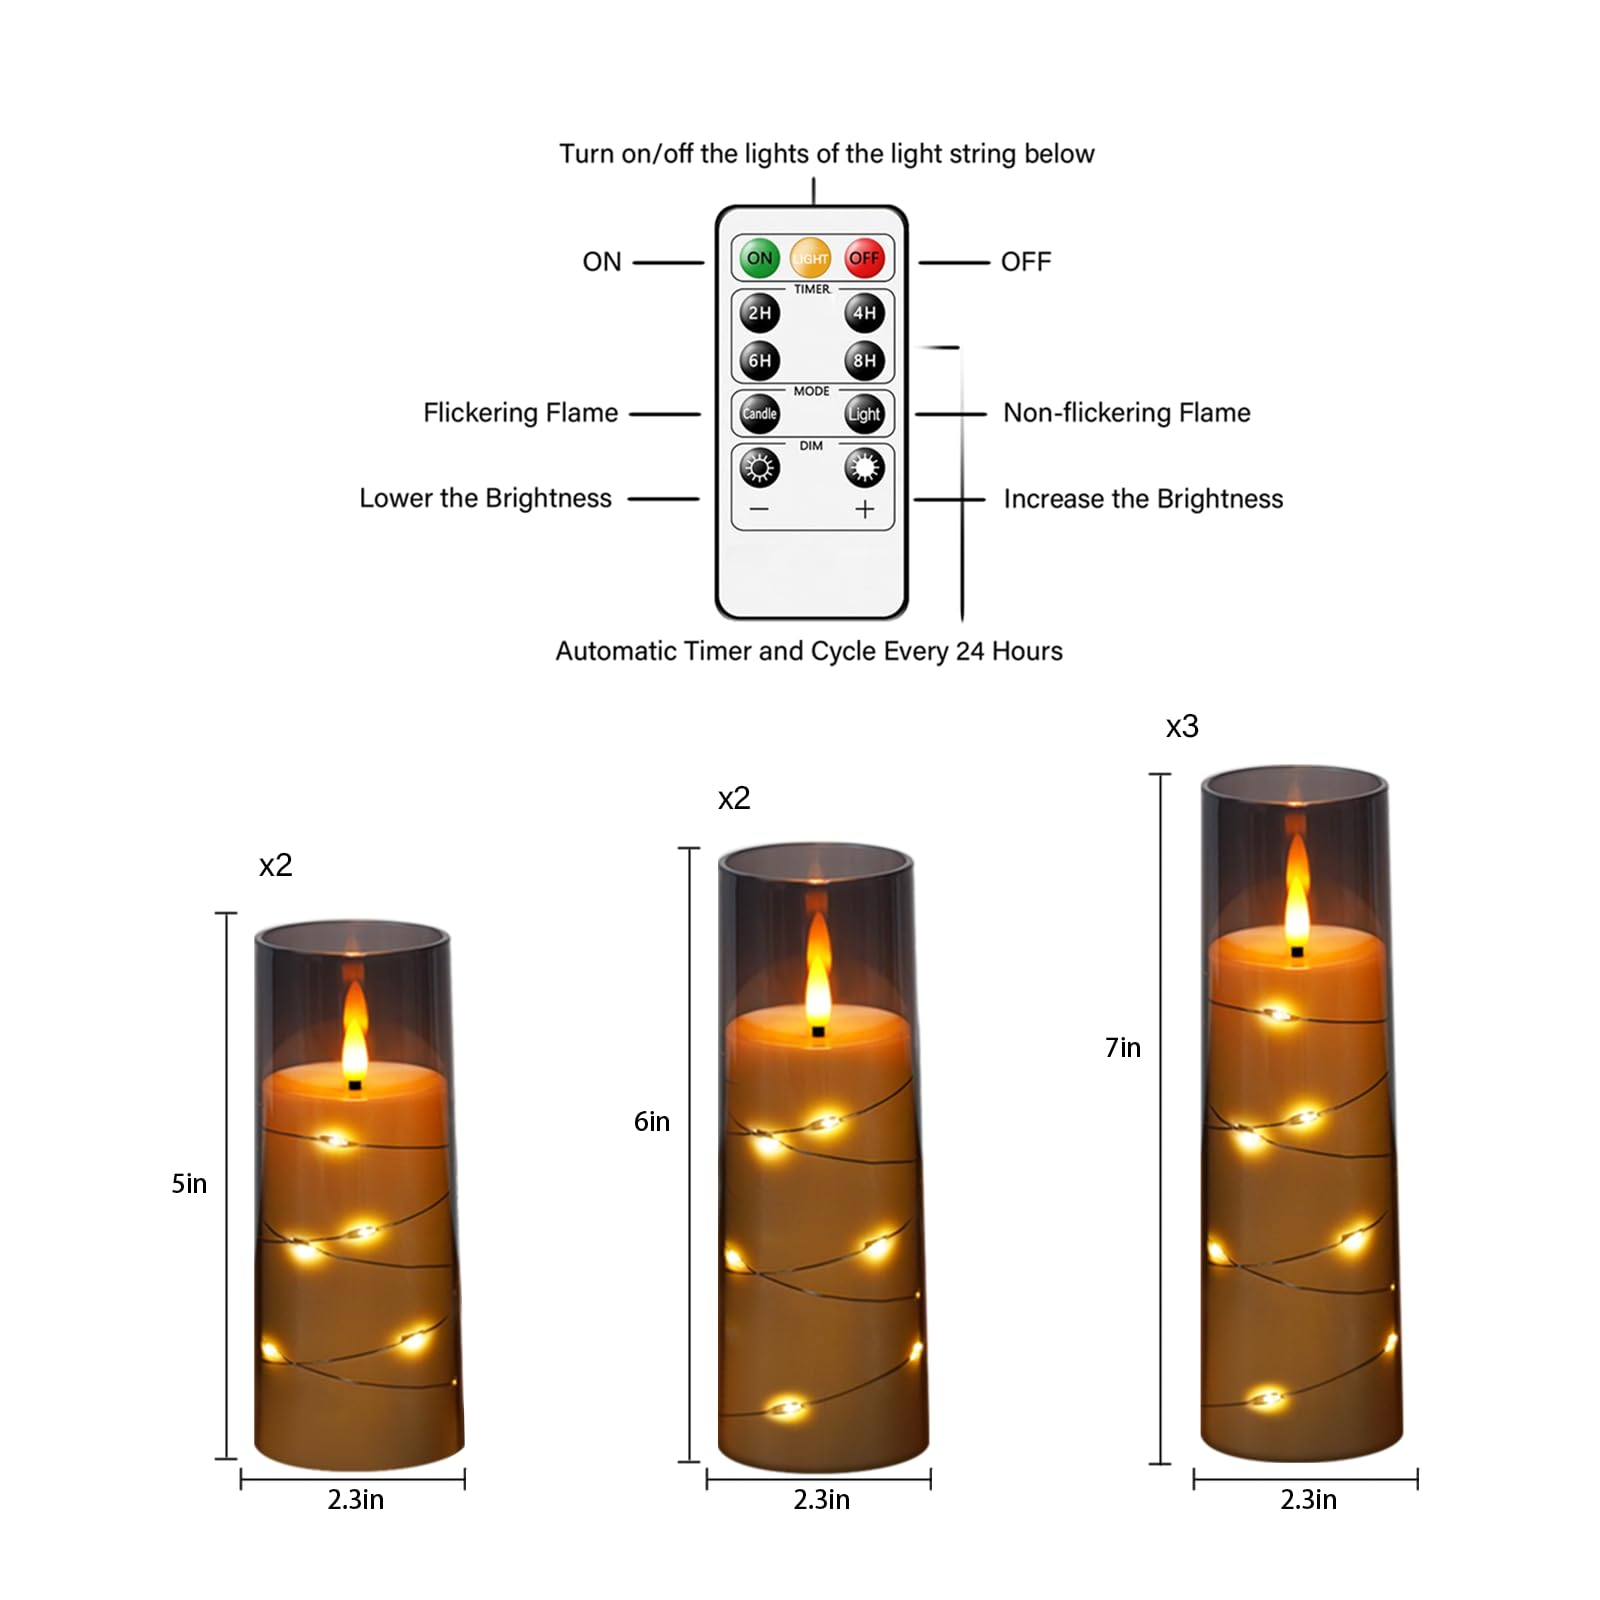 Turn on/off the lights of the light string below
ON
ON LIGHT OFF
OFF
TIMER
2H 4H
6H 8H
MODE
Flickering Flame
Candle Light
Non-flickering Flame
DIM
Lower the Brightness
− +
Increase the Brightness
Automatic Timer and Cycle Every 24 Hours
x3
x2
x2
7in
6in
5in
2.3in
2.3in
2.3in